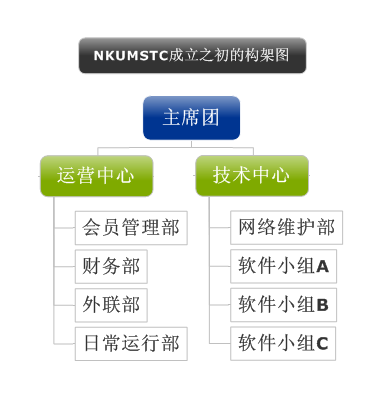 NKUMSTC成立之初的构架图
主席团
运营中心
技术中心
会员管理部
网络维护部
财务部
软件小组A
外联部
软件小组B
日常运行部
软件小组C